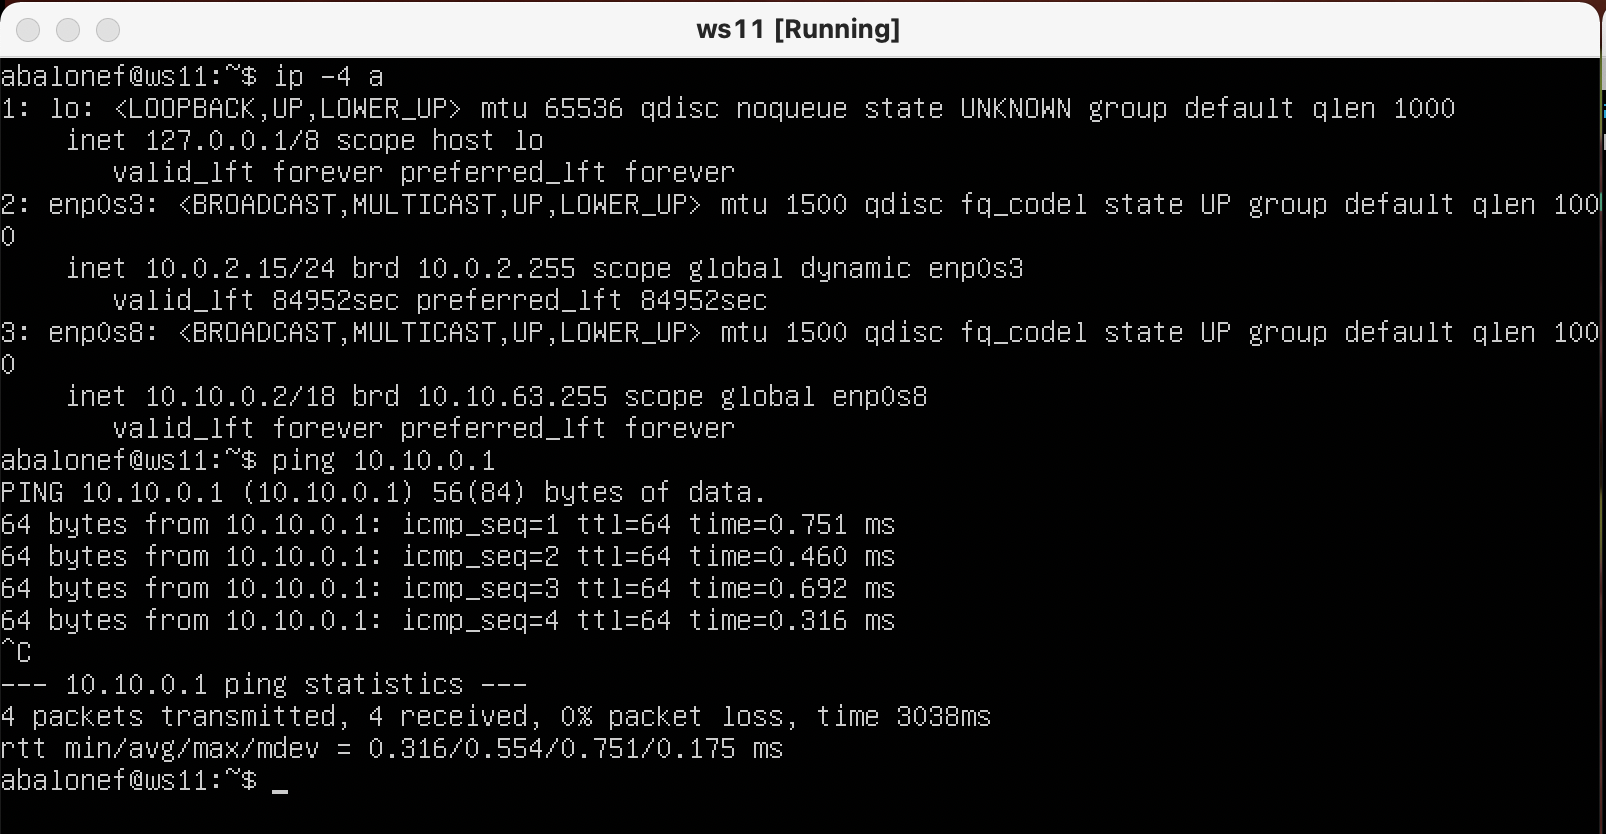 ws11 [Running]
abalonef@ws11:~$ ip -4 a
1: lo: <LOOPBACK,UP,LOWER_UP> mtu 65536 qdisc noqueue state UNKNOWN group default qlen 1000
    inet 127.0.0.1/8 scope host lo
       valid_lft forever preferred_lft forever
2: enp0s3: <BROADCAST,MULTICAST,UP,LOWER_UP> mtu 1500 qdisc fq_codel state UP group default qlen 100
0
    inet 10.0.2.15/24 brd 10.0.2.255 scope global dynamic enp0s3
       valid_lft 84952sec preferred_lft 84952sec
3: enp0s8: <BROADCAST,MULTICAST,UP,LOWER_UP> mtu 1500 qdisc fq_codel state UP group default qlen 100
0
    inet 10.10.0.2/18 brd 10.10.63.255 scope global enp0s8
       valid_lft forever preferred_lft forever
abalonef@ws11:~$ ping 10.10.0.1
PING 10.10.0.1 (10.10.0.1) 56(84) bytes of data.
64 bytes from 10.10.0.1: icmp_seq=1 ttl=64 time=0.751 ms
64 bytes from 10.10.0.1: icmp_seq=2 ttl=64 time=0.460 ms
64 bytes from 10.10.0.1: icmp_seq=3 ttl=64 time=0.692 ms
64 bytes from 10.10.0.1: icmp_seq=4 ttl=64 time=0.316 ms
^C
--- 10.10.0.1 ping statistics ---
4 packets transmitted, 4 received, 0% packet loss, time 3038ms
rtt min/avg/max/mdev = 0.316/0.554/0.751/0.175 ms
abalonef@ws11:~$ _